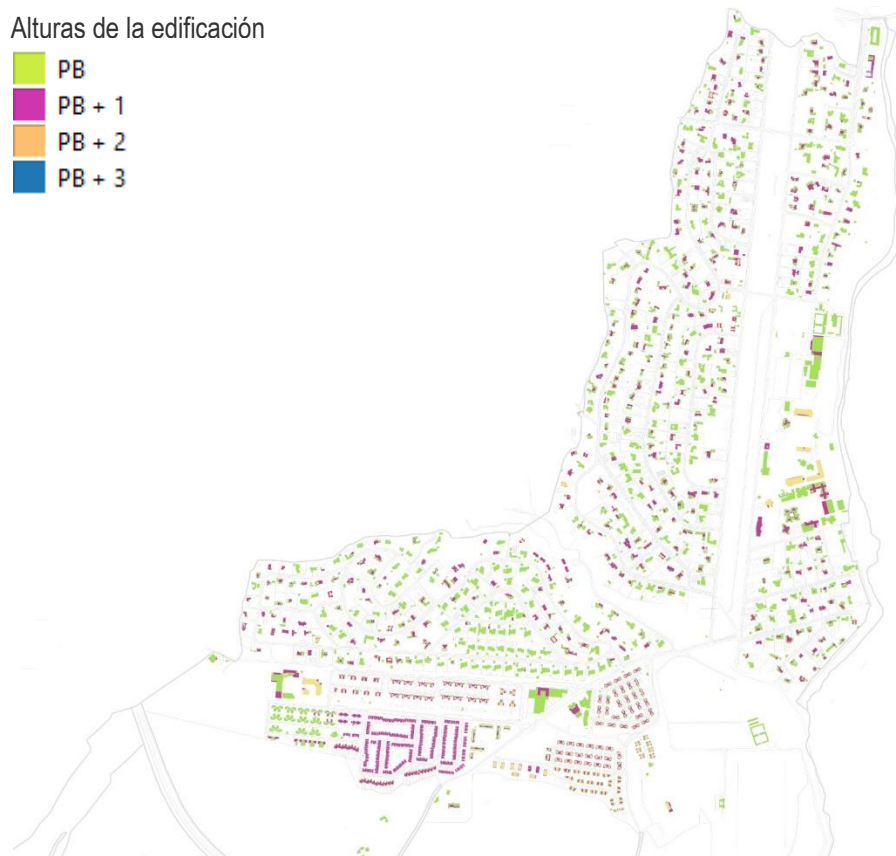 Alturas de la edificación
PB
PB + 1
PB + 2
PB + 3